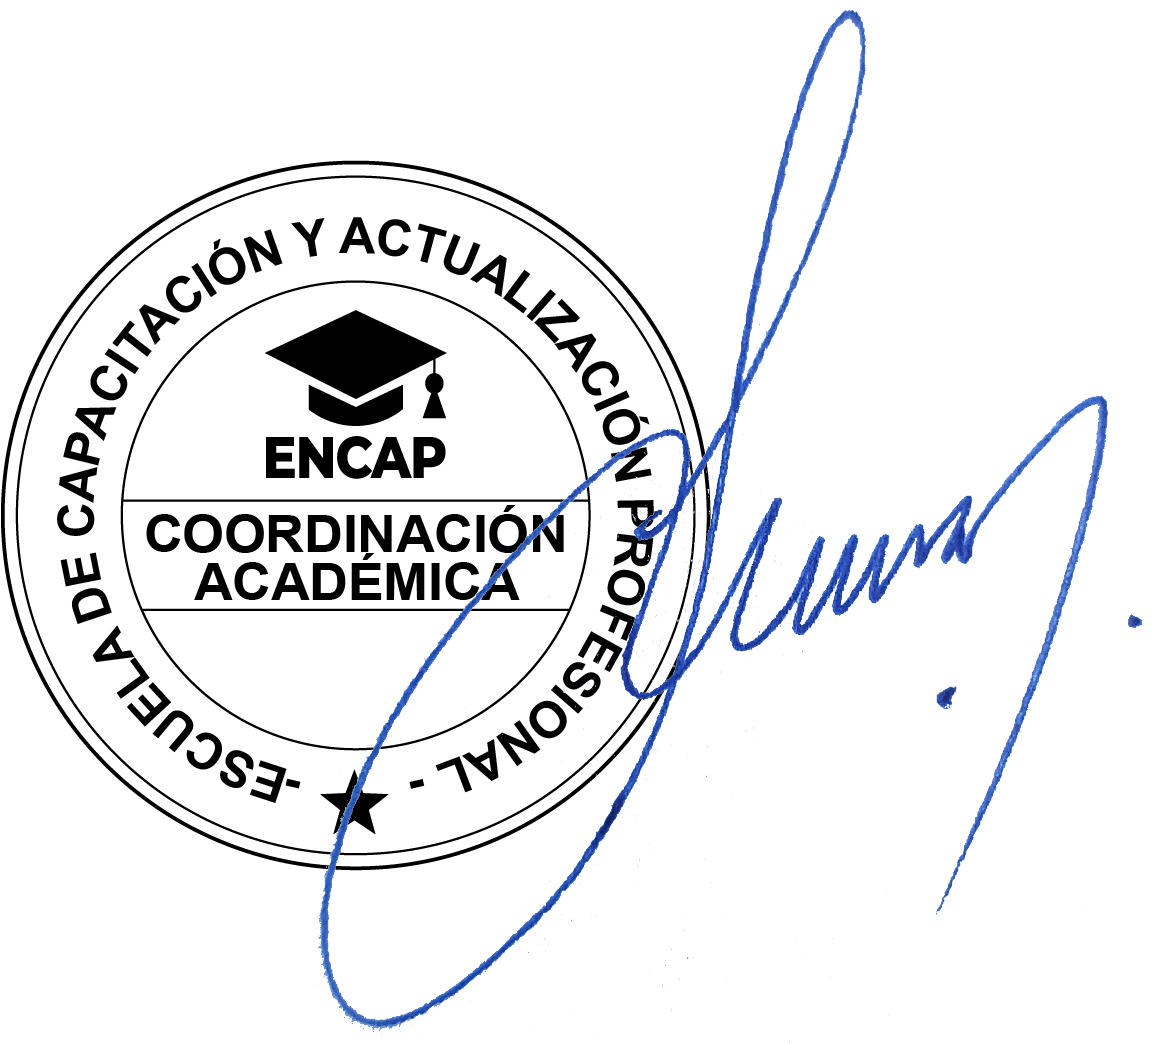 -ESCUELA DE CAPACITACIÓN Y ACTUALIZACIÓN PROFESIONAL -
ENCAP
COORDINACIÓN
ACADÉMICA